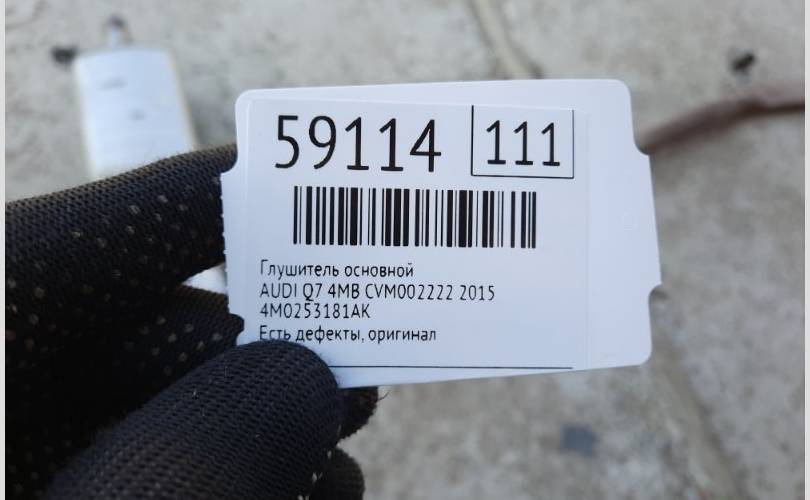 59114 111
Глушитель основной
AUDI Q7 4MB CVM002222 2015
4M0253181AK
Есть дефекты, оригинал